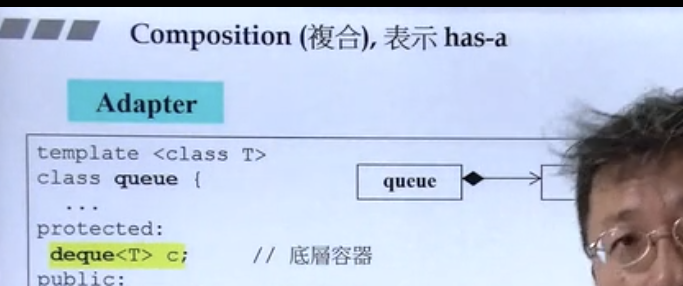 Composition (複合), 表示 has-a
Adapter
template <class T>
class queue {
queue
...
protected:
deque<T> c; // 底層容器
public: